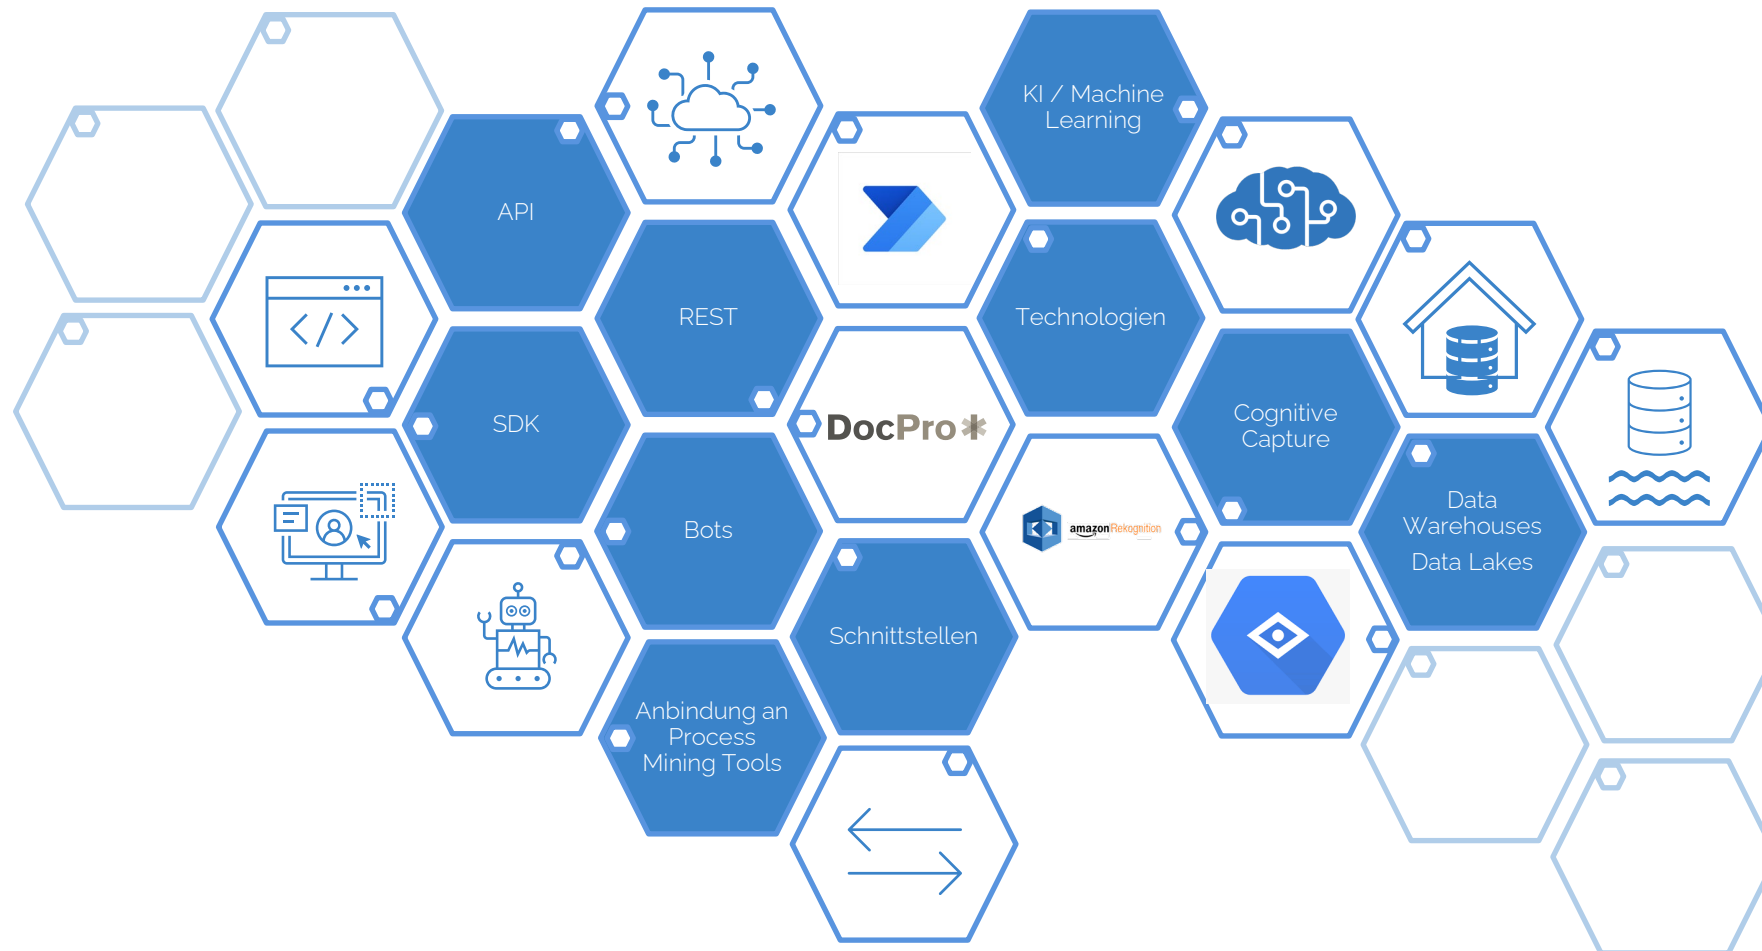 KI / Machine
Learning
API
REST
Technologien
SDK
DocPro*
Cognitive
Capture
Bots
amazon Rekognition
Data
Warehouses
Data Lakes
Schnittstellen
Anbindung an
Process
Mining Tools